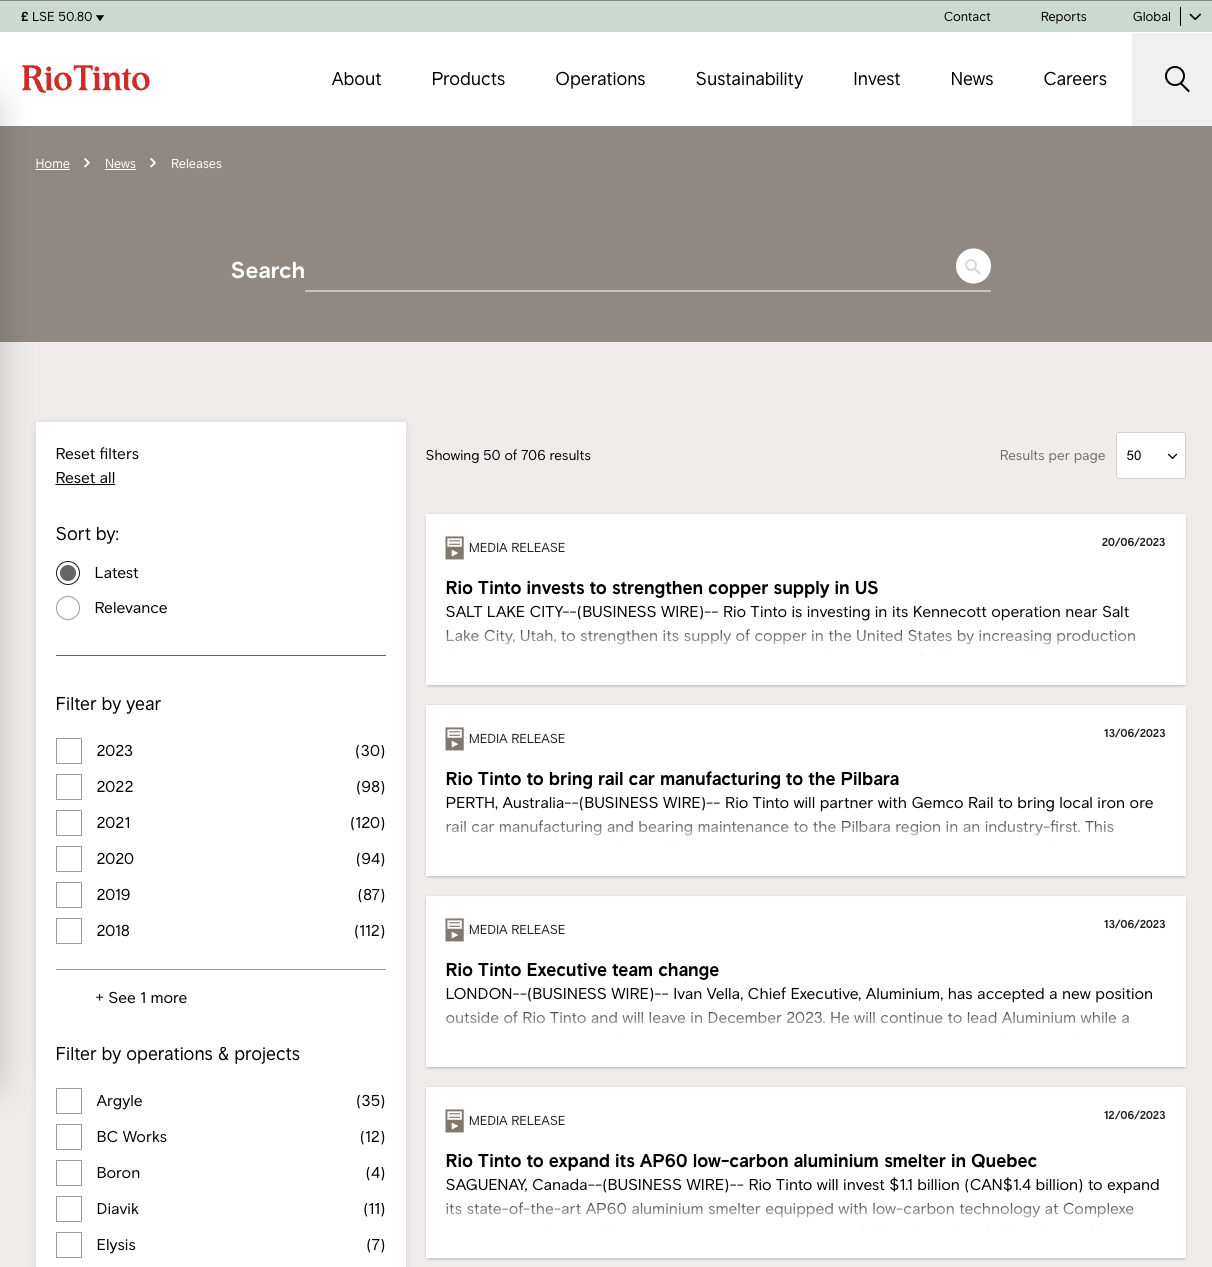 £ LSE 50.80
Contact
Reports
Global
RioTinto
About
Products
Operations
Sustainability
Invest
News
Careers
Home
News
Releases
Search
Reset filters
Reset all
Sort by:
Latest
Relevance
Filter by year
2023 (30)
2022 (98)
2021 (120)
2020 (94)
2019 (87)
2018 (112)
+ See 1 more
Filter by operations & projects
Argyle (35)
BC Works (12)
Boron (4)
Diavik (11)
Elysis (7)
Showing 50 of 706 results
Results per page 50
MEDIA RELEASE
20/06/2023
Rio Tinto invests to strengthen copper supply in US
SALT LAKE CITY--(BUSINESS WIRE)-- Rio Tinto is investing in its Kennecott operation near Salt
Lake City, Utah, to strengthen its supply of copper in the United States by increasing production
MEDIA RELEASE
13/06/2023
Rio Tinto to bring rail car manufacturing to the Pilbara
PERTH, Australia--(BUSINESS WIRE)-- Rio Tinto will partner with Gemco Rail to bring local iron ore
rail car manufacturing and bearing maintenance to the Pilbara region in an industry-first. This
MEDIA RELEASE
13/06/2023
Rio Tinto Executive team change
LONDON--(BUSINESS WIRE)-- Ivan Vella, Chief Executive, Aluminium, has accepted a new position
outside of Rio Tinto and will leave in December 2023. He will continue to lead Aluminium while a
MEDIA RELEASE
12/06/2023
Rio Tinto to expand its AP60 low-carbon aluminium smelter in Quebec
SAGUENAY, Canada--(BUSINESS WIRE)-- Rio Tinto will invest $1.1 billion (CAN$1.4 billion) to expand
its state-of-the-art AP60 aluminium smelter equipped with low-carbon technology at Complexe